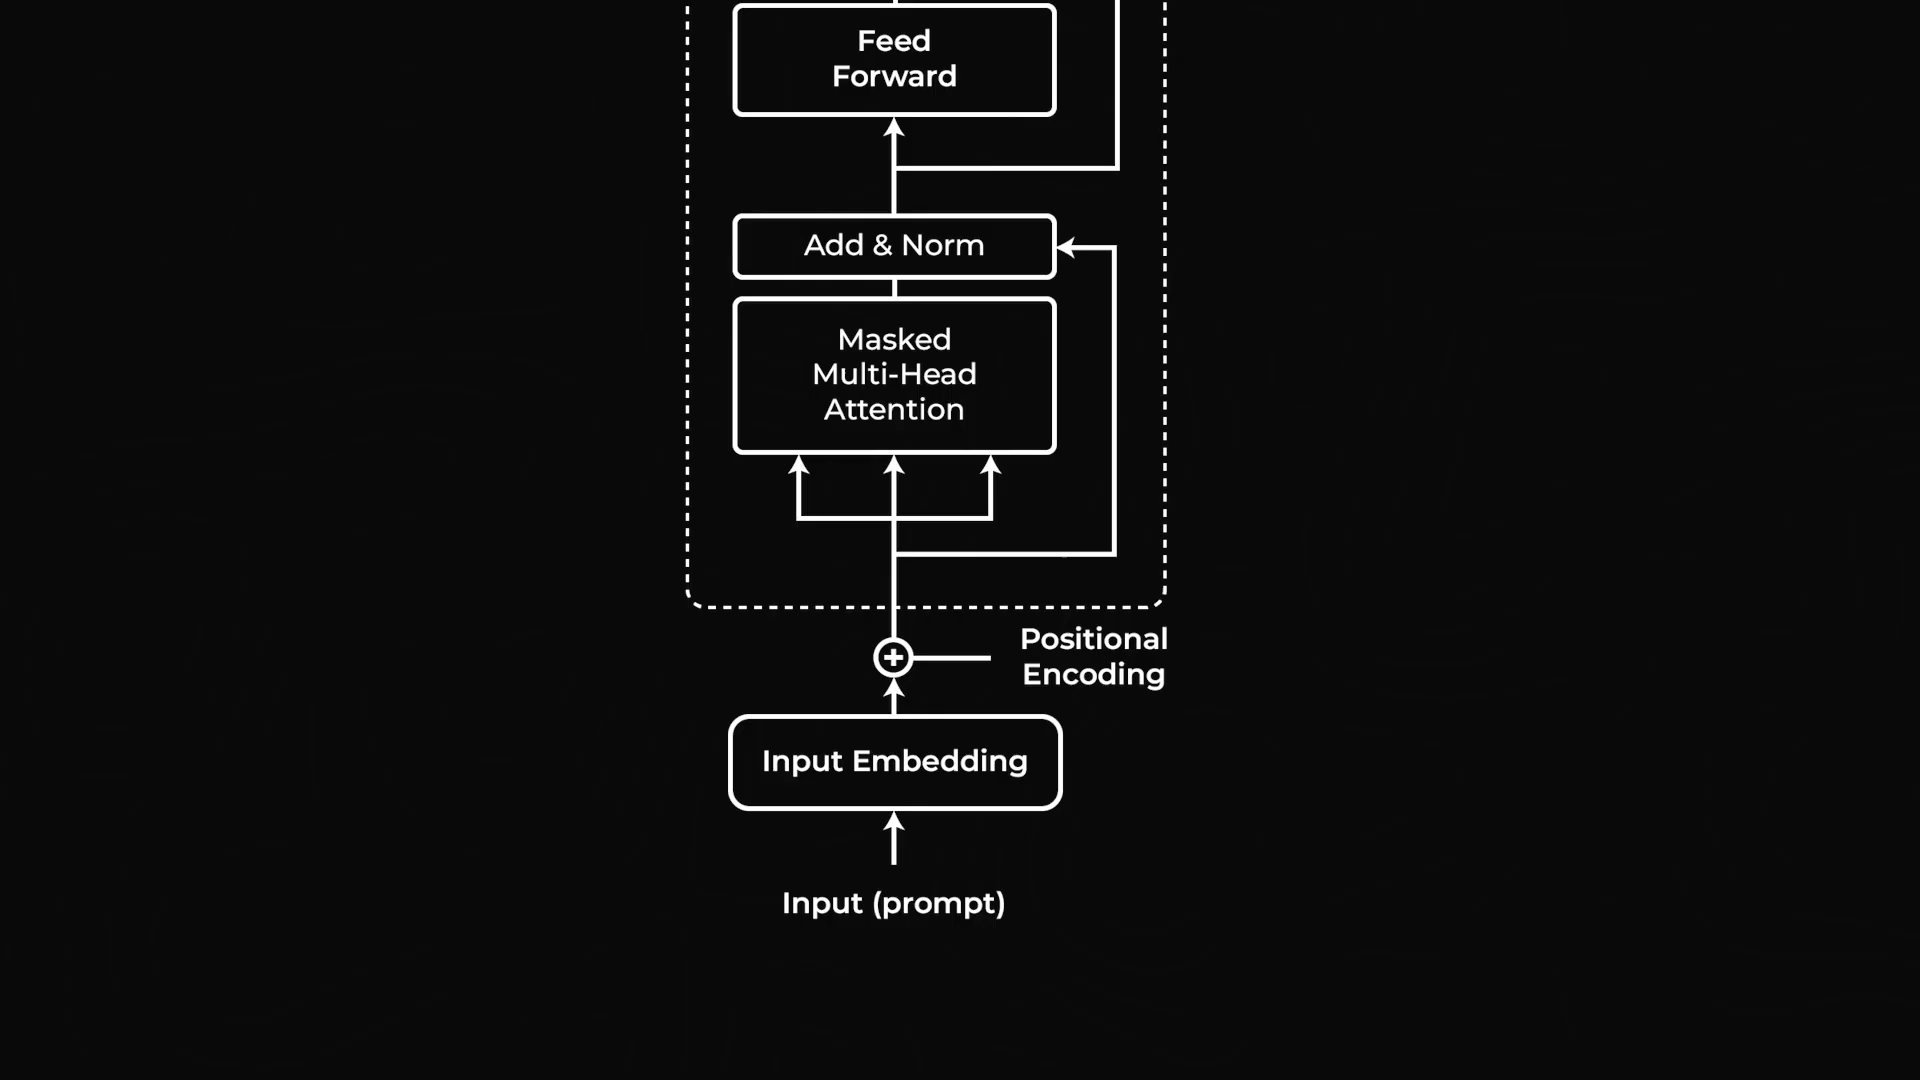 Feed
Forward
Add & Norm
Masked
Multi-Head
Attention
Positional
Encoding
Input Embedding
Input (prompt)